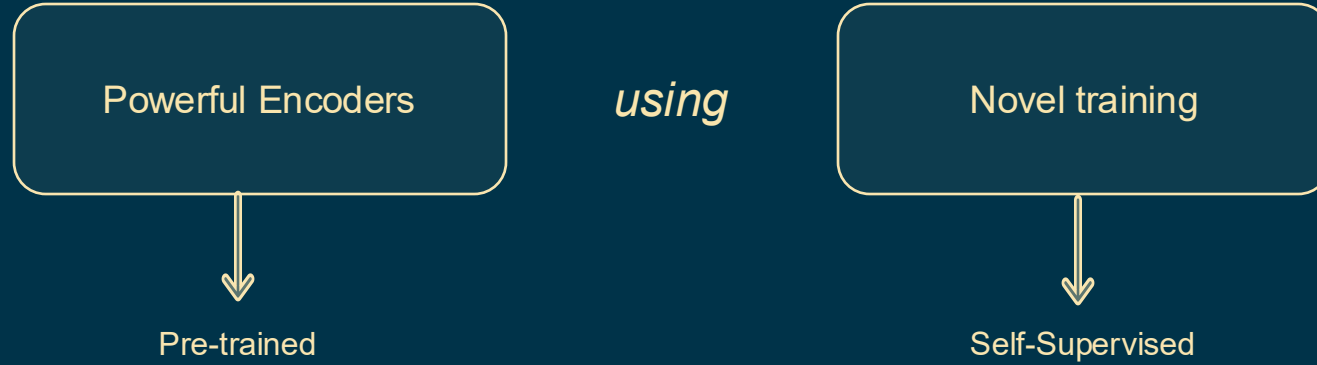 Powerful Encoders
using
Novel training
Pre-trained
Self-Supervised